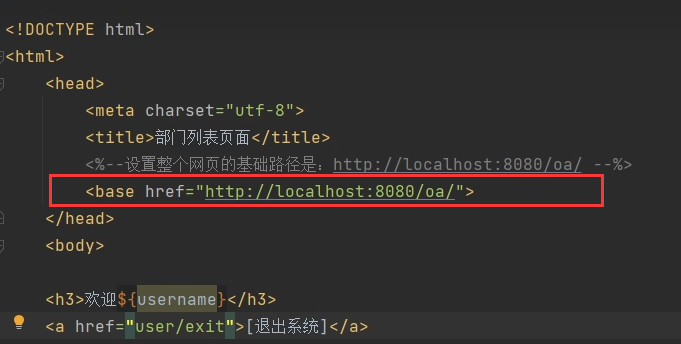 <!DOCTYPE html>
<html>
<head>
<meta charset="utf-8">
<title>部门列表页面</title>
<%--设置整个网页的基础路径是：http://localhost:8080/oa/ --%>
<base href="http://localhost:8080/oa/">
</head>
<body>
<h3>欢迎${username}</h3>
<a href="user/exit">[退出系统]</a>